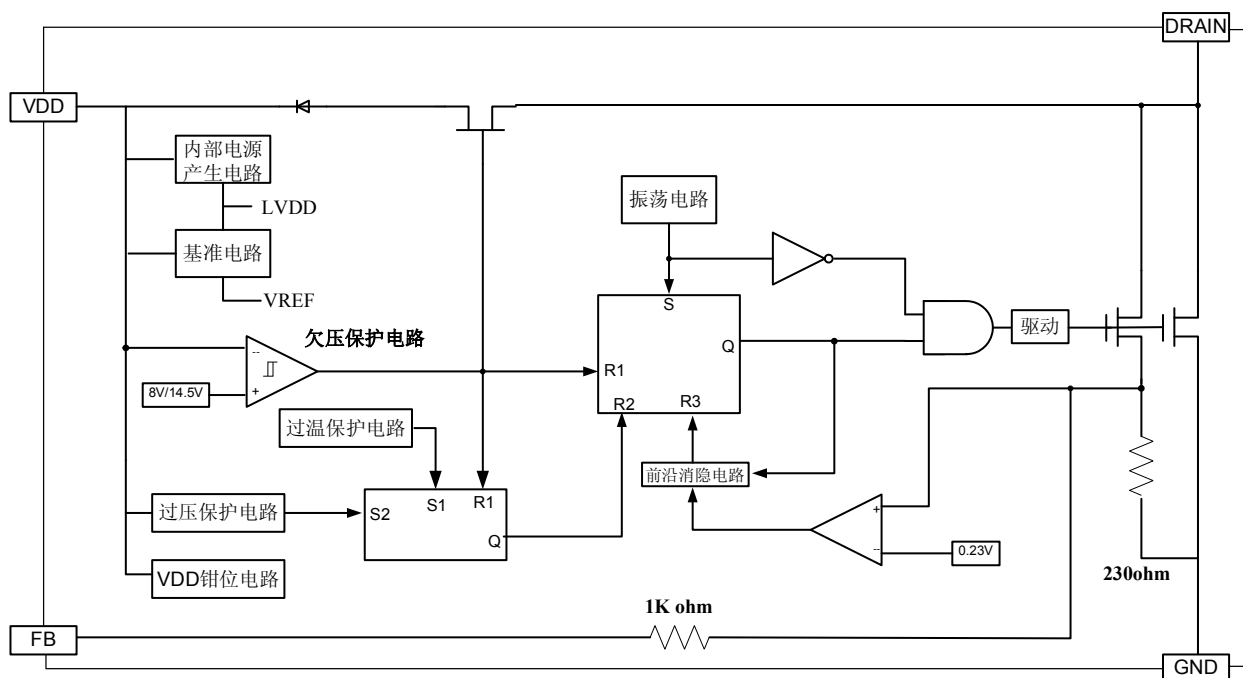 DRAIN
VDD
内部电源
产生电路
LVDD
振荡电路
基准电路
VREF
S
欠压保护电路
驱动
--
Q
8V/14.5V
+
R1
R2
R3
过温保护电路
前沿消隐电路
过压保护电路
S2
S1
R1
Q
+
--
0.23V
VDD钳位电路
230ohm
1K ohm
FB
GND